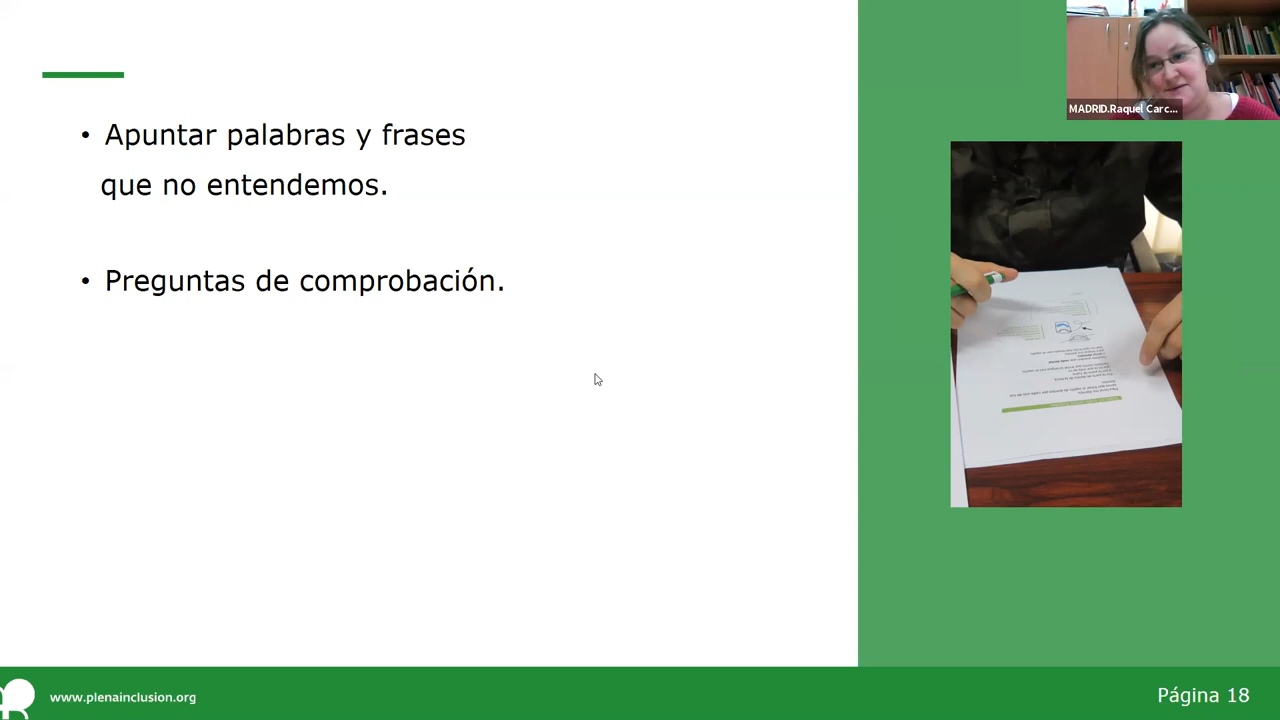 • Apuntar palabras y frases
que no entendemos.
• Preguntas de comprobación.
MADRID.Raquel Carc...
www.plenainclusion.org
Página 18